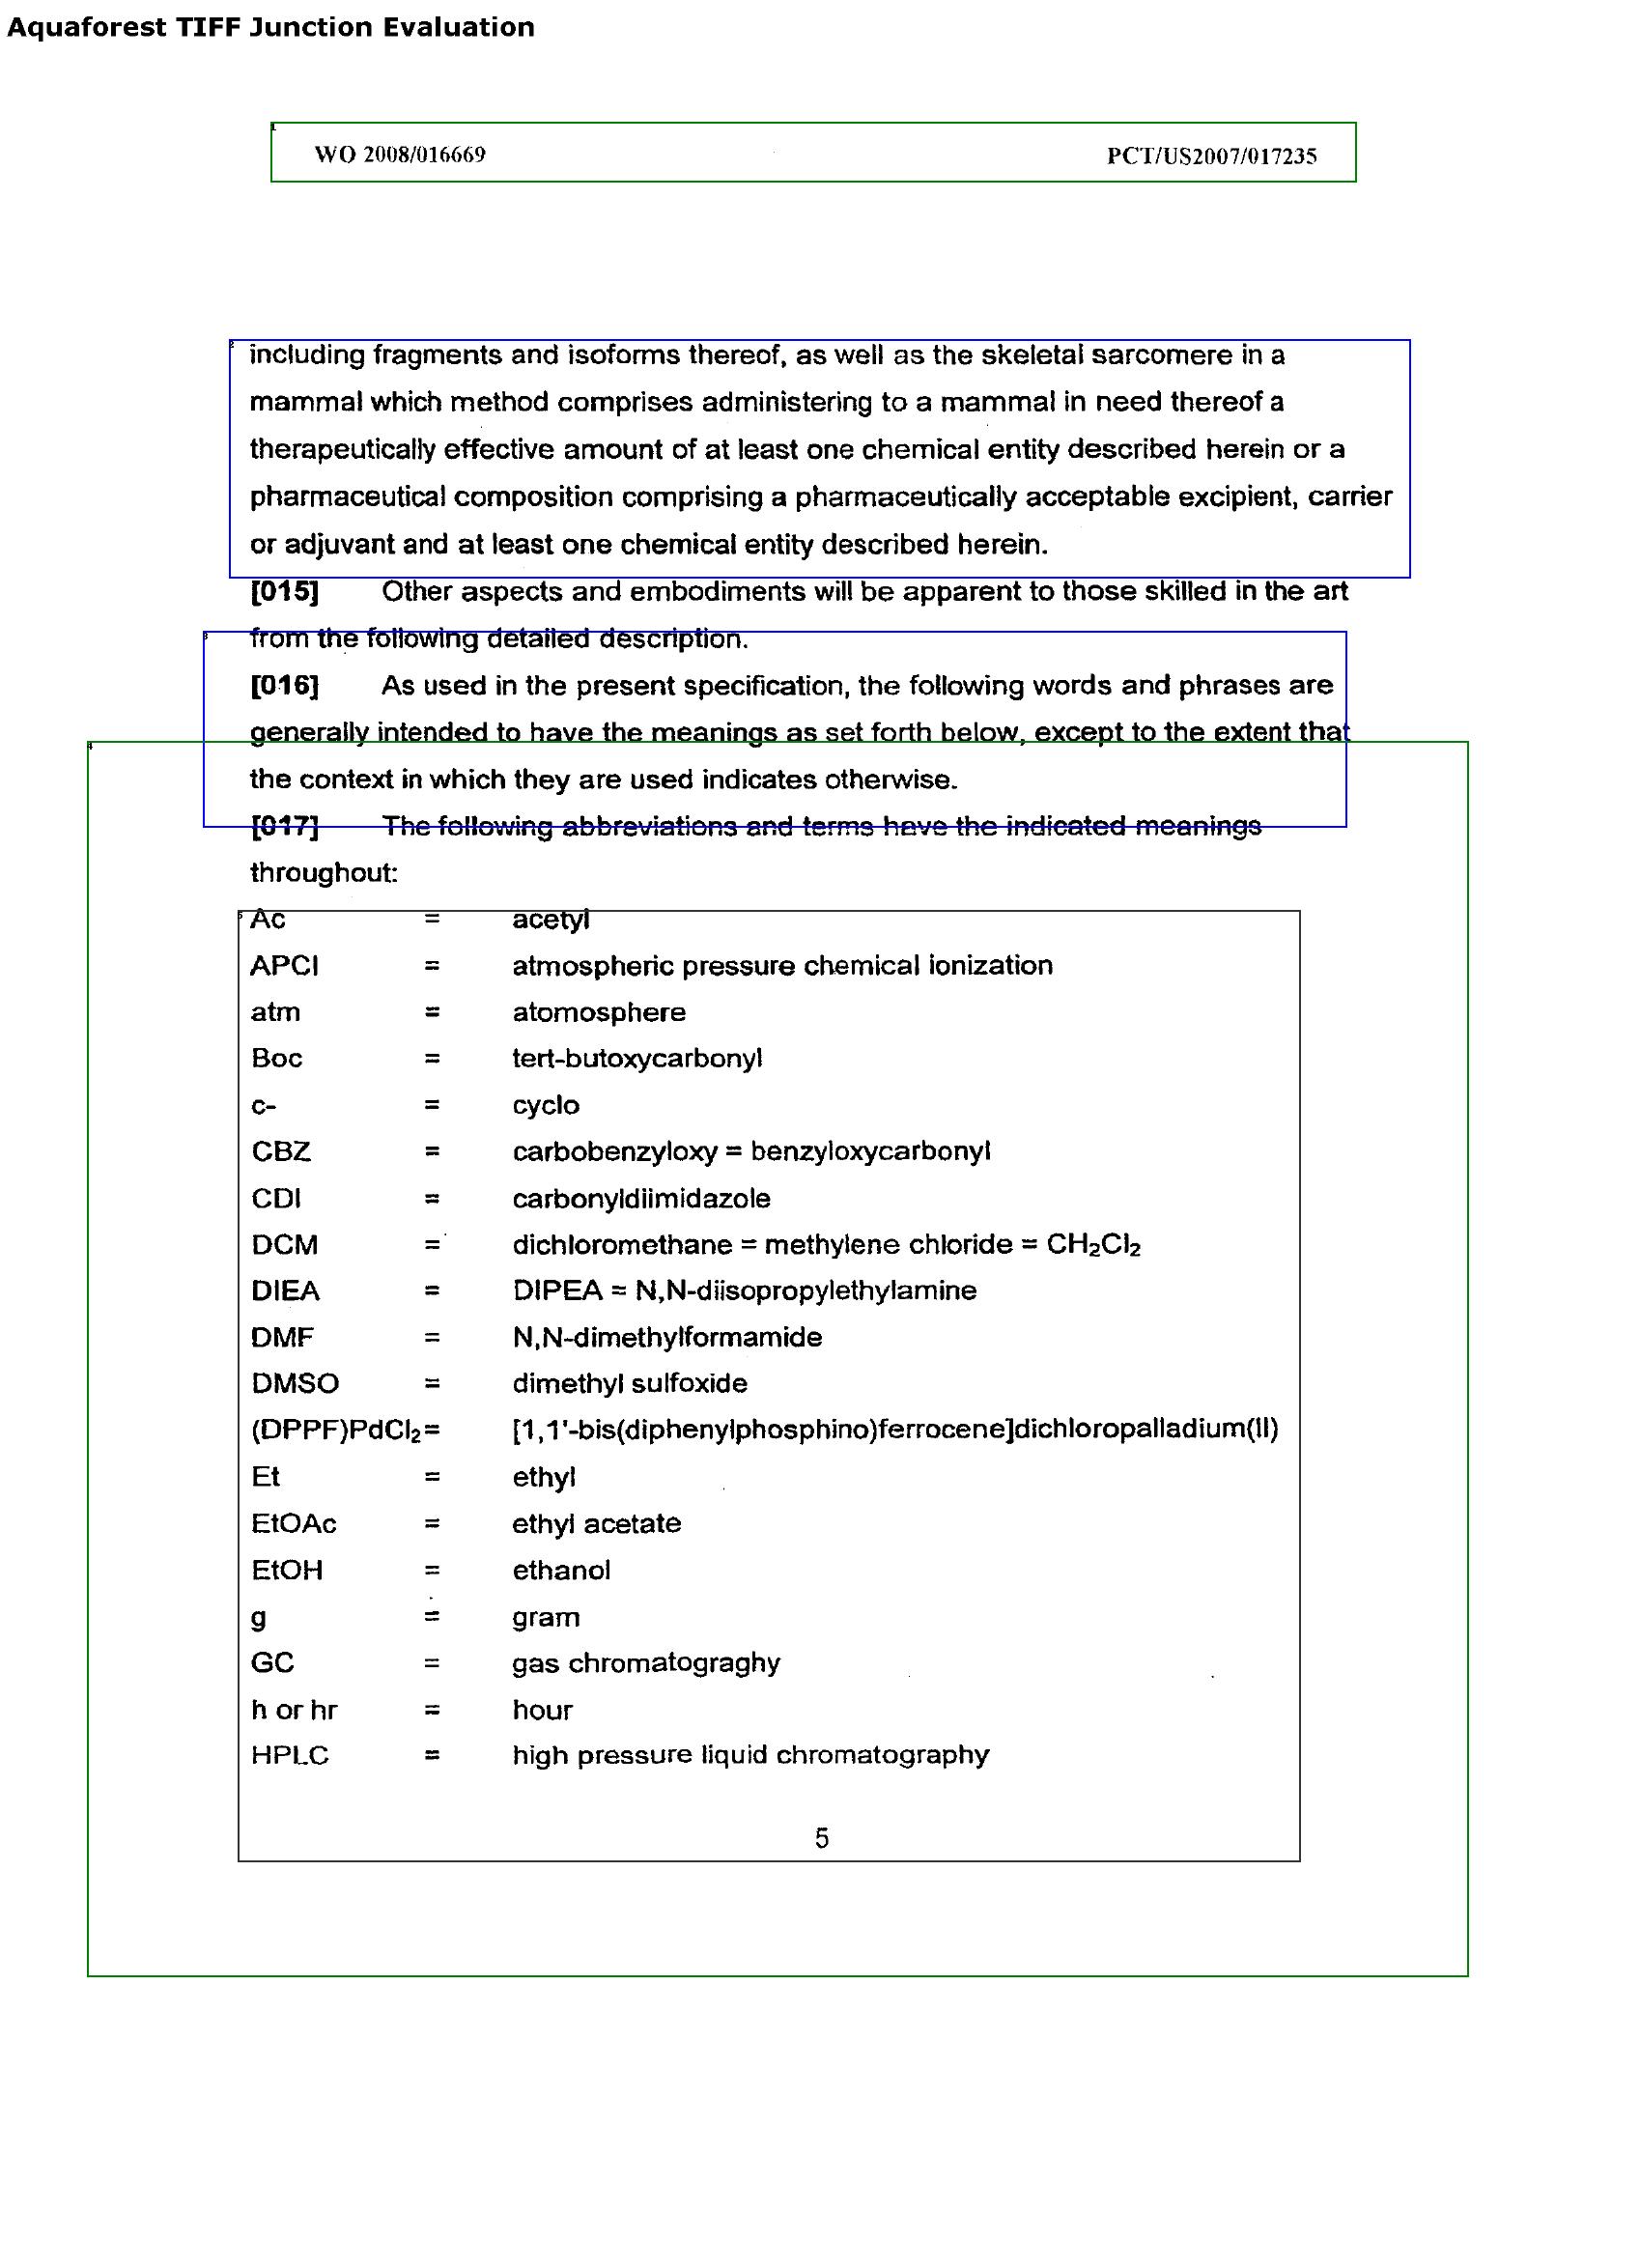 Aquaforest TIFF Junction Evaluation
WO 2008/016669 PCT/US2007/017235
including fragments and isoforms thereof, as well as the skeletal sarcomere in a
mammal which method comprises administering to a mammal in need thereof a
therapeutically effective amount of at least one chemical entity described herein or a
pharmaceutical composition comprising a pharmaceutically acceptable excipient, carrier
or adjuvant and at least one chemical entity described herein.
[015] Other aspects and embodiments will be apparent to those skilled in the art
from the following detailed description.
[016] As used in the present specification, the following words and phrases are
generally intended to have the meanings as set forth below, except to the extent that
the context in which they are used indicates otherwise.
[017] The following abbreviations and terms have the indicated meanings
throughout:
Ac = acetyl
APCI = atmospheric pressure chemical ionization
atm = atomosphere
Boc = tert-butoxycarbonyl
c- = cyclo
CBZ = carbobenzyloxy = benzyloxycarbonyl
CDI = carbonyldiimidazole
DCM = dichloromethane = methylene chloride = CH₂Cl₂
DIEA = DIPEA = N,N-diisopropylethylamine
DMF = N,N-dimethylformamide
DMSO = dimethyl sulfoxide
(DPPF)PdCl₂ = [1,1'-bis(diphenylphosphino)ferrocene]dichloropalladium(II)
Et = ethyl
EtOAc = ethyl acetate
EtOH = ethanol
g = gram
GC = gas chromatograghy
h or hr = hour
HPLC = high pressure liquid chromatography
5